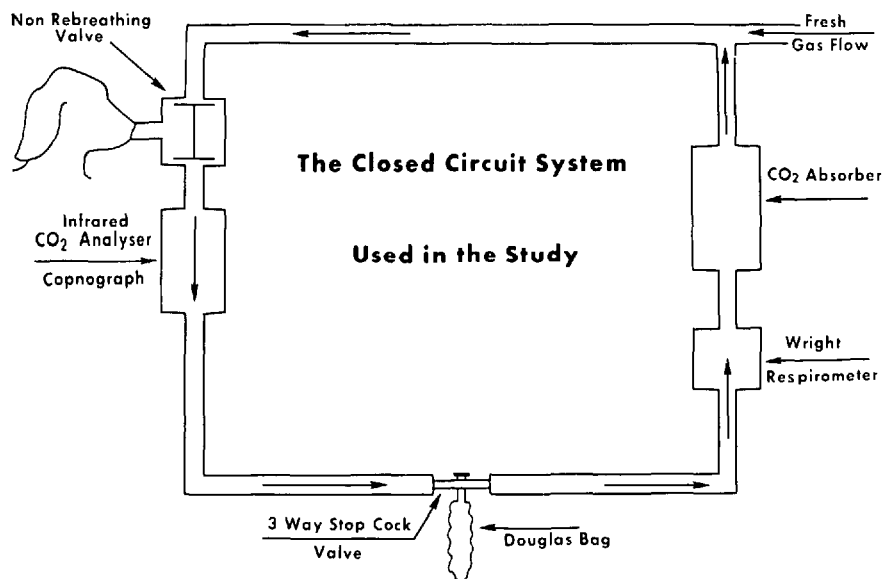 Non Rebreathing
Valve
Fresh
Gas Flow
The Closed Circuit System
Used in the Study
CO2 Absorber
Infrared
CO2 Analyser
Capnograph
Wright
Respirometer
3 Way Stop Cock
Valve
Douglas Bag